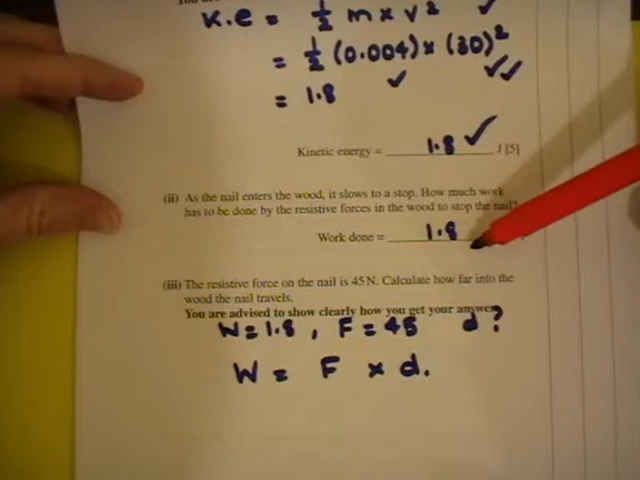 K.e = ½ m x v²
= ½ (0.004) x (30)²
= 1.8
Kinetic energy = 1.8 J [5]
(ii) As the nail enters the wood, it slows to a stop. How much work
has to be done by the resistive forces in the wood to stop the nail?
Work done = 1.8
(iii) The resistive force on the nail is 45 N. Calculate how far into the
wood the nail travels.
You are advised to show clearly how you get your answer.
W = 1.8 , F = 45 d ?
W = F x d.